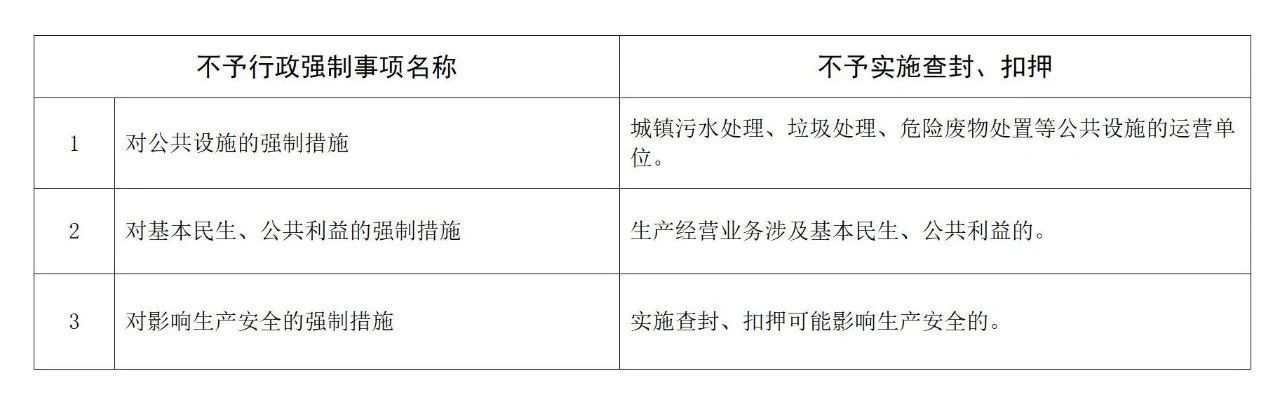 不予行政强制事项名称 不予实施查封、扣押
1 对公共设施的强制措施 城镇污水处理、垃圾处理、危险废物处置等公共设施的运营单
位。
2 对基本民生、公共利益的强制措施 生产经营业务涉及基本民生、公共利益的。
3 对影响生产安全的强制措施 实施查封、扣押可能影响生产安全的。